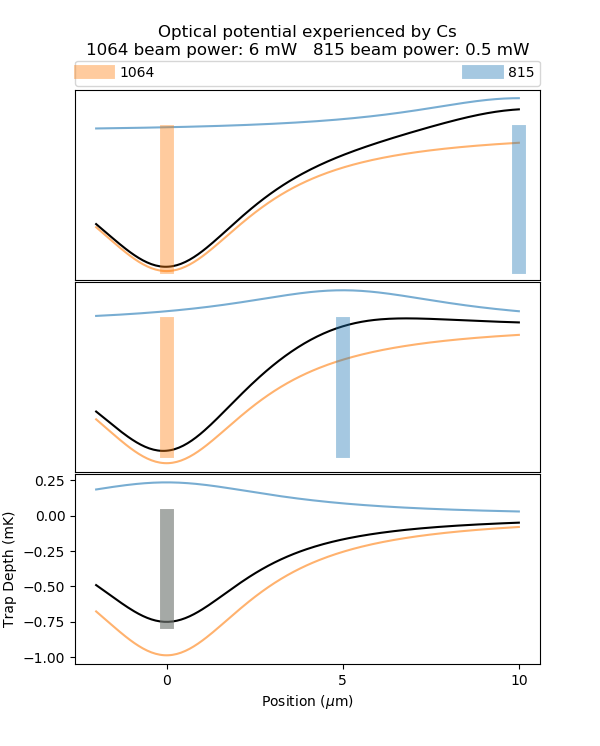 Optical potential experienced by Cs
1064 beam power: 6 mW   815 beam power: 0.5 mW
1064
815
0.25
0.00
−0.25
−0.50
−0.75
−1.00
Trap Depth (mK)
0
5
10
Position (μm)